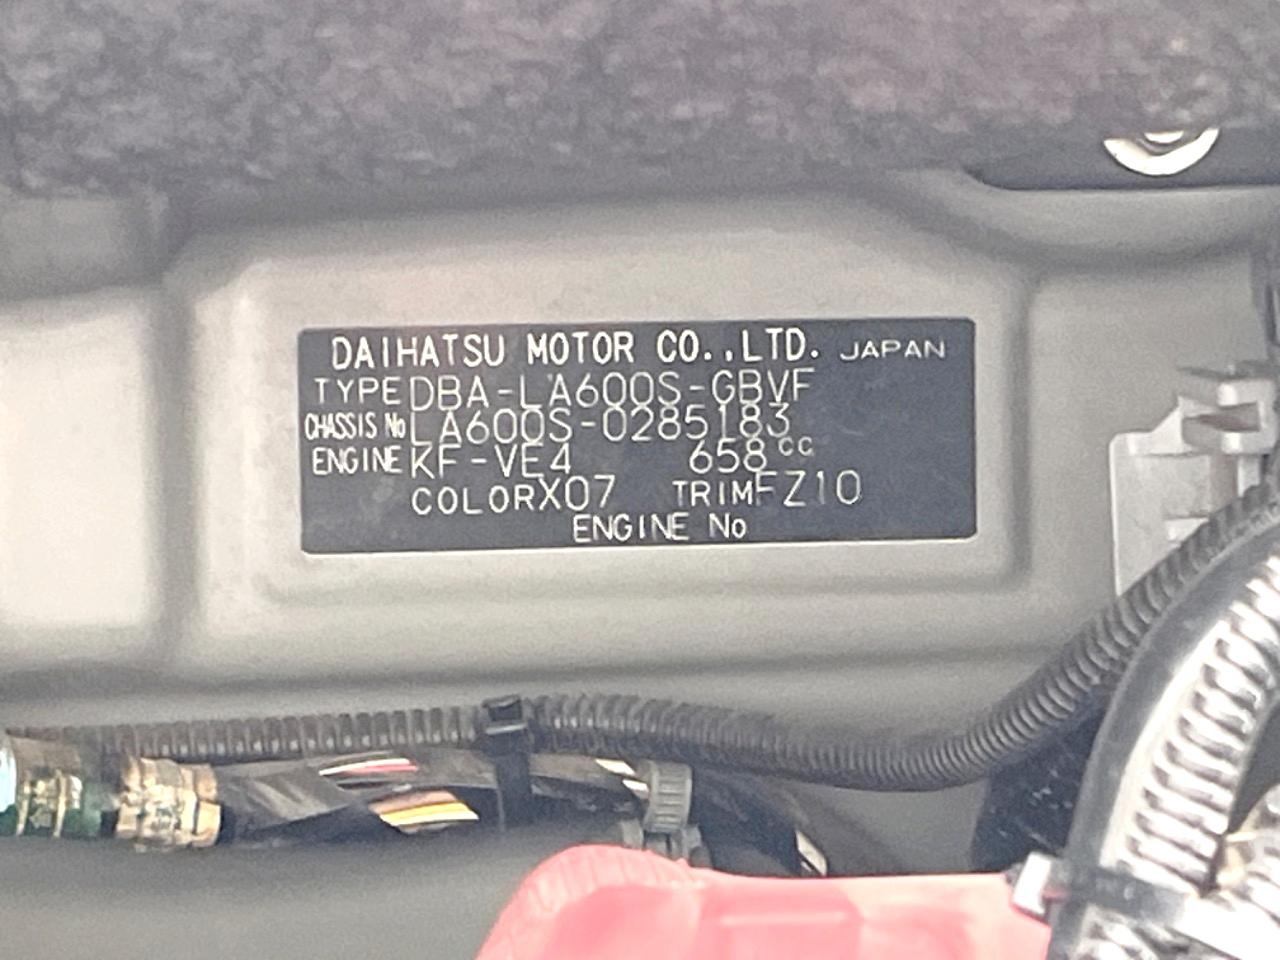 DAIHATSU MOTOR CO.,LTD. JAPAN
TYPE DBA-LA600S-GBVF
CHASSIS No LA600S-0285183
ENGINE KF-VE4 658cc
COLOR X07 TRIM FZ10
ENGINE No